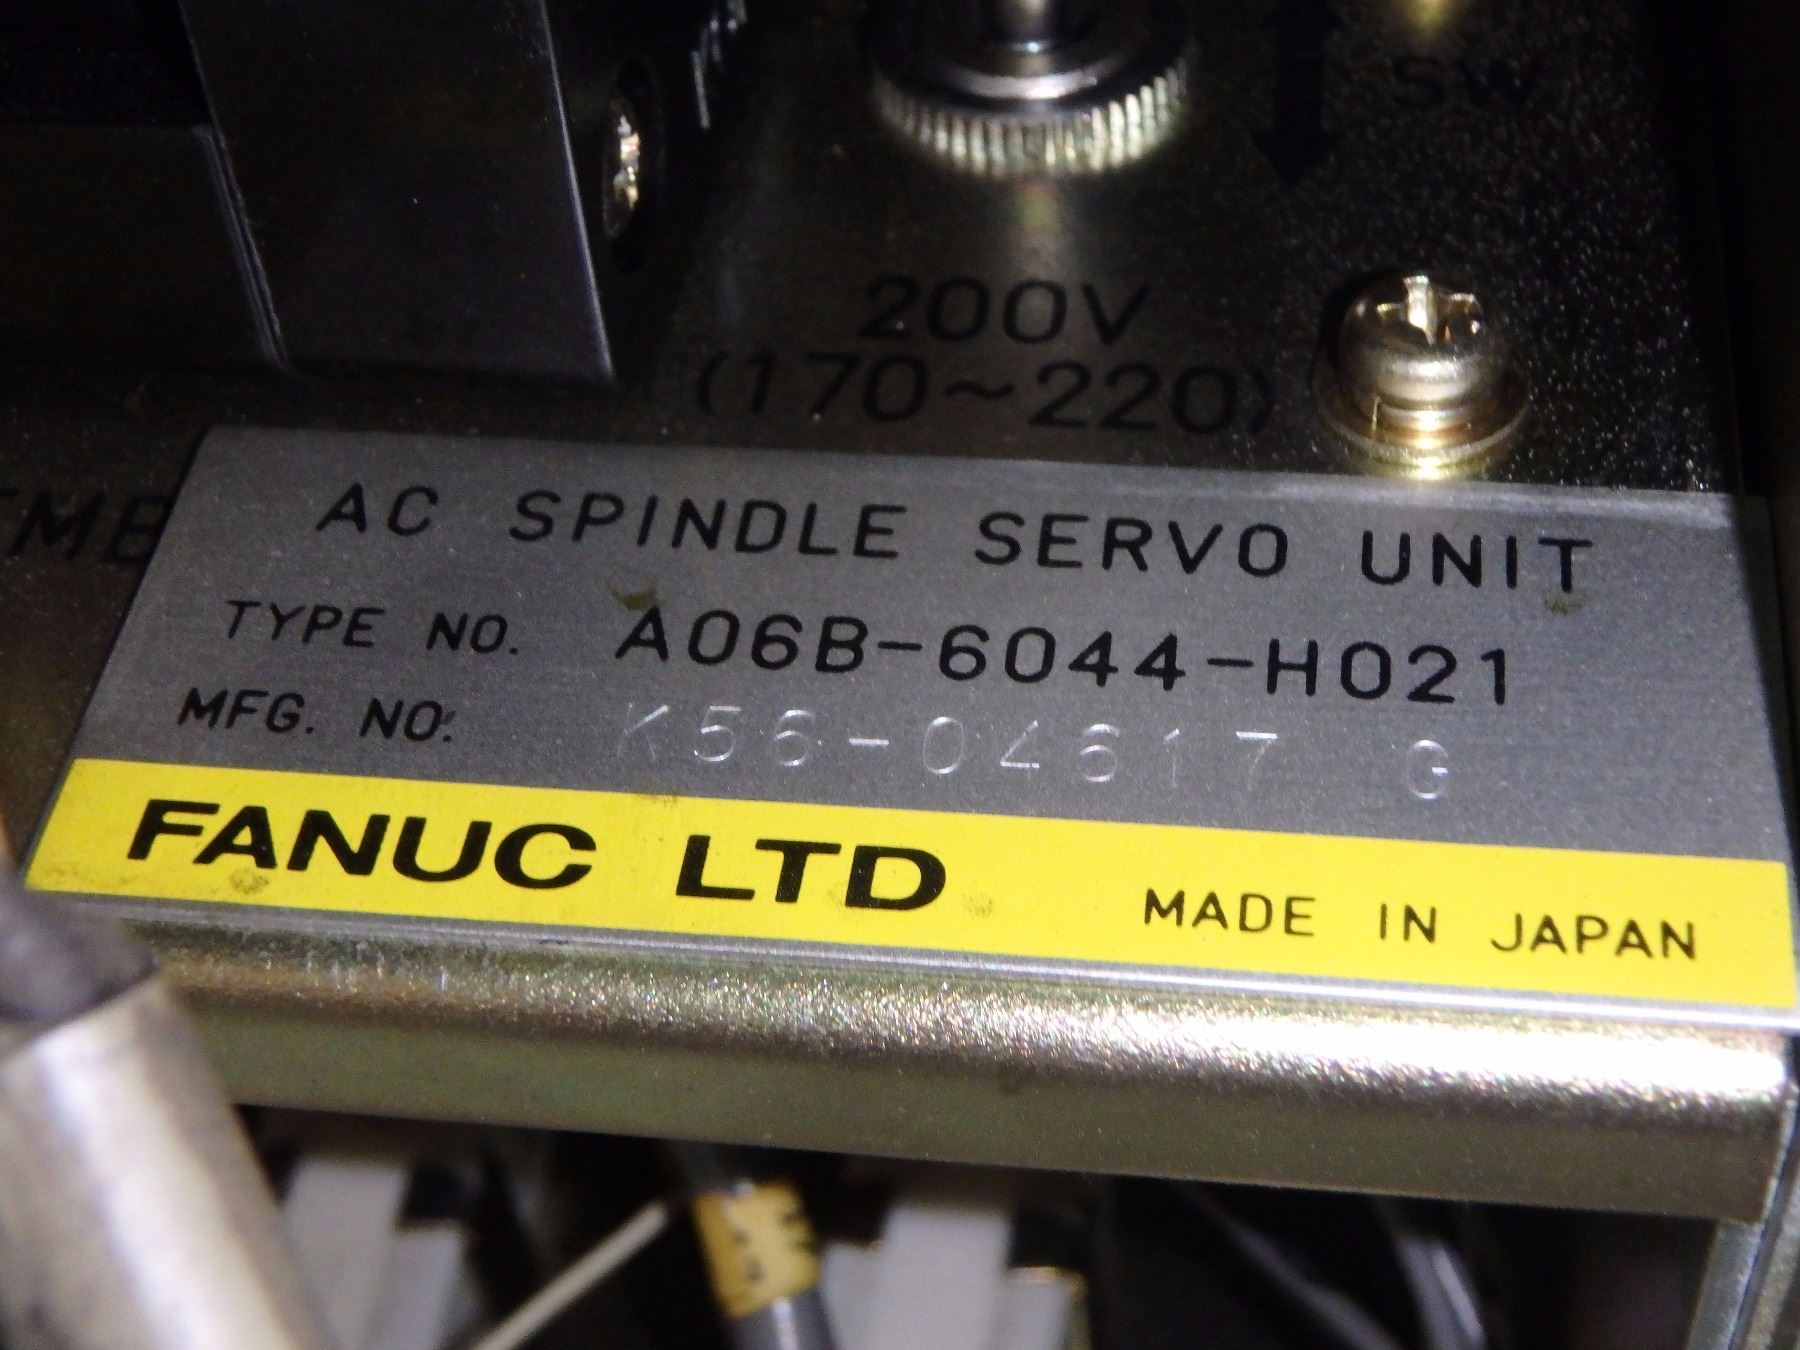 SW
200V
(170~220)
AC SPINDLE SERVO UNIT
TYPE NO. A06B-6044-H021
MFG. NO. K56-04617 G
FANUC LTD MADE IN JAPAN